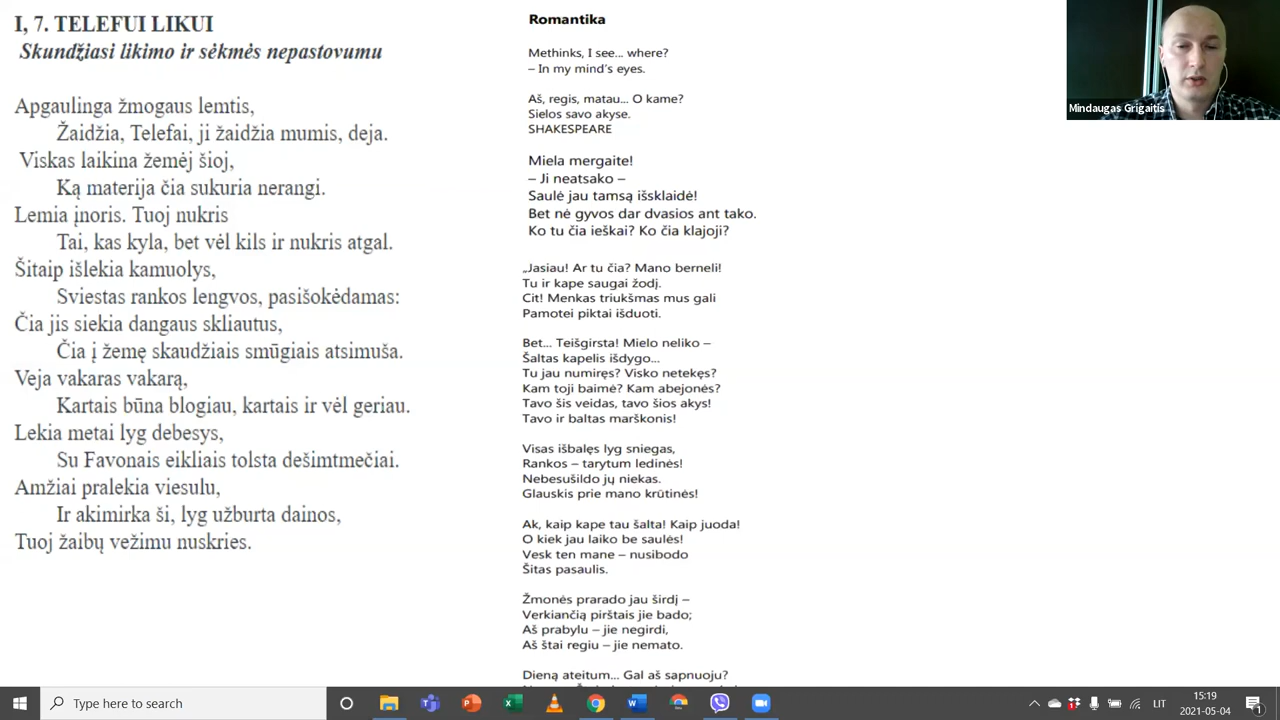 I, 7. TELEFUI LIKUI
Skundžiasi likimo ir sėkmės nepastovumu
Apgaulinga žmogaus lemtis,
Žaidžia, Telefai, ji žaidžia mumis, deja.
Viskas laikina žemėj šioj,
Ką materija čia sukuria nerangi.
Lemia įnoris. Tuoj nukris
Tai, kas kyla, bet vėl kils ir nukris atgal.
Šitaip išlekia kamuolys,
Sviestas rankos lengvos, pasišokėdamas:
Čia jis siekia dangaus skliautus,
Čia į žemę skaudžiais smūgiais atsimuša.
Veja vakaras vakarą,
Kartais būna blogiau, kartais ir vėl geriau.
Lekia metai lyg debesys,
Su Favonais eikliais tolsta dešimtmečiai.
Amžiai pralekia viesulu,
Ir akimirka ši, lyg užburta dainos,
Tuoj žaibų vežimu nuskries.
Romantika
Methinks, I see... where?
– In my mind's eyes.
Aš, regis, matau... O kame?
Sielos savo akyse.
SHAKESPEARE
Miela mergaite!
– Ji neatsako –
Saulė jau tamsą išsklaidė!
Bet nė gyvos dar dvasios ant tako.
Ko tu čia ieškai? Ko čia klajoji?
„Jasiau! Ar tu čia? Mano berneli!
Tu ir kape saugai žodį.
Cit! Menkas triukšmas mus gali
Pamotei piktai išduoti.
Bet... Teišgirsta! Mielo neliko –
Šaltas kapelis išdygo...
Tu jau numiręs? Visko netekęs?
Kam toji baimė? Kam abejonės?
Tavo šis veidas, tavo šios akys!
Tavo ir baltas marškonis!
Visas išbalęs lyg sniegas,
Rankos – tarytum ledinės!
Nebesušildo jų niekas.
Glauskis prie mano krūtinės!
Ak, kaip kape tau šalta! Kaip juoda!
O kiek jau laiko be saulės!
Vesk ten mane – nusibodo
Šitas pasaulis.
Žmonės prarado jau širdį –
Verkiančią pirštais jie bado;
Aš prabylu – jie negirdi,
Aš štai regiu – jie nemato.
Dieną ateitum... Gal aš sapnuoju?
Mindaugas Grigaitis
Type here to search
LIT
15:19
2021-05-04
1